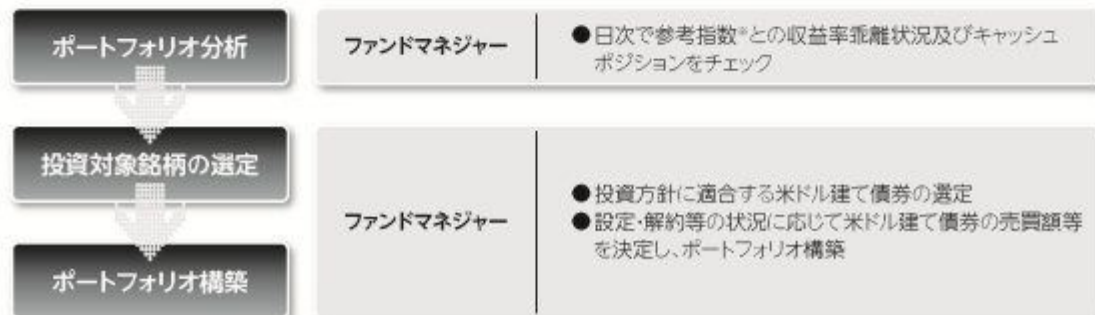 ポートフォリオ分析
ファンドマネジャー
●日次で参考指数*との収益率乖離状況及びキャッシュ
ポジションをチェック
投資対象銘柄の選定
ポートフォリオ構築
ファンドマネジャー
●投資方針に適合する米ドル建て債券の選定
●設定・解約等の状況に応じて米ドル建て債券の売買額等
を決定し、ポートフォリオ構築